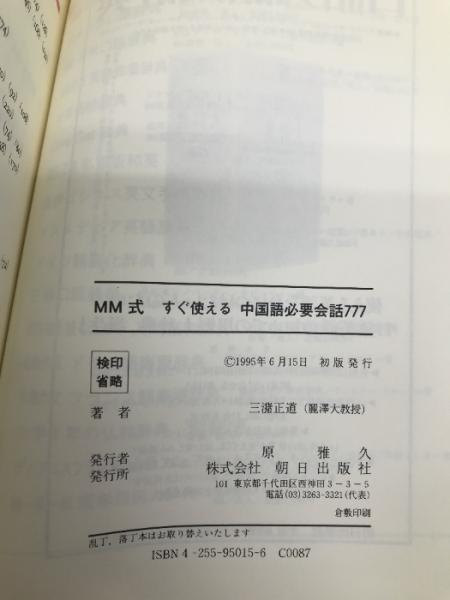 MM式 すぐ使える 中国語必要会話777
検印
省略
©1995年6月15日 初版発行
著者 三潴正道(麗澤大教授)
発行者 原雅久
発行所 株式会社 朝日出版社
101 東京都千代田区西神田3-3-5
電話(03)3263-3321(代表)
倉敷印刷
乱丁、落丁本はお取り替えいたします
ISBN4-255-95015-6 C0087